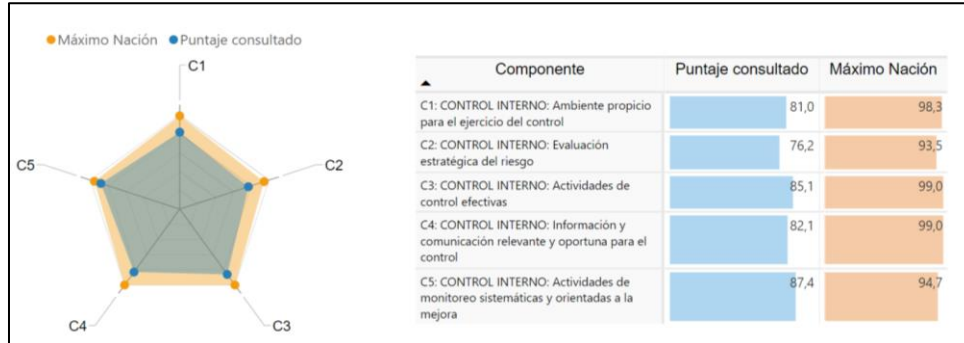 Máximo Nación Puntaje consultado
C1
C2
C3
C4
C5
Componente Puntaje consultado Máximo Nación
C1: CONTROL INTERNO: Ambiente propicio
para el ejercicio del control
81,0 98,3
C2: CONTROL INTERNO: Evaluación
estratégica del riesgo
76,2 93,5
C3: CONTROL INTERNO: Actividades de
control efectivas
85,1 99,0
C4: CONTROL INTERNO: Información y
comunicación relevante y oportuna para el
control
82,1 99,0
C5: CONTROL INTERNO: Actividades de
monitoreo sistemáticas y orientadas a la
mejora
87,4 94,7